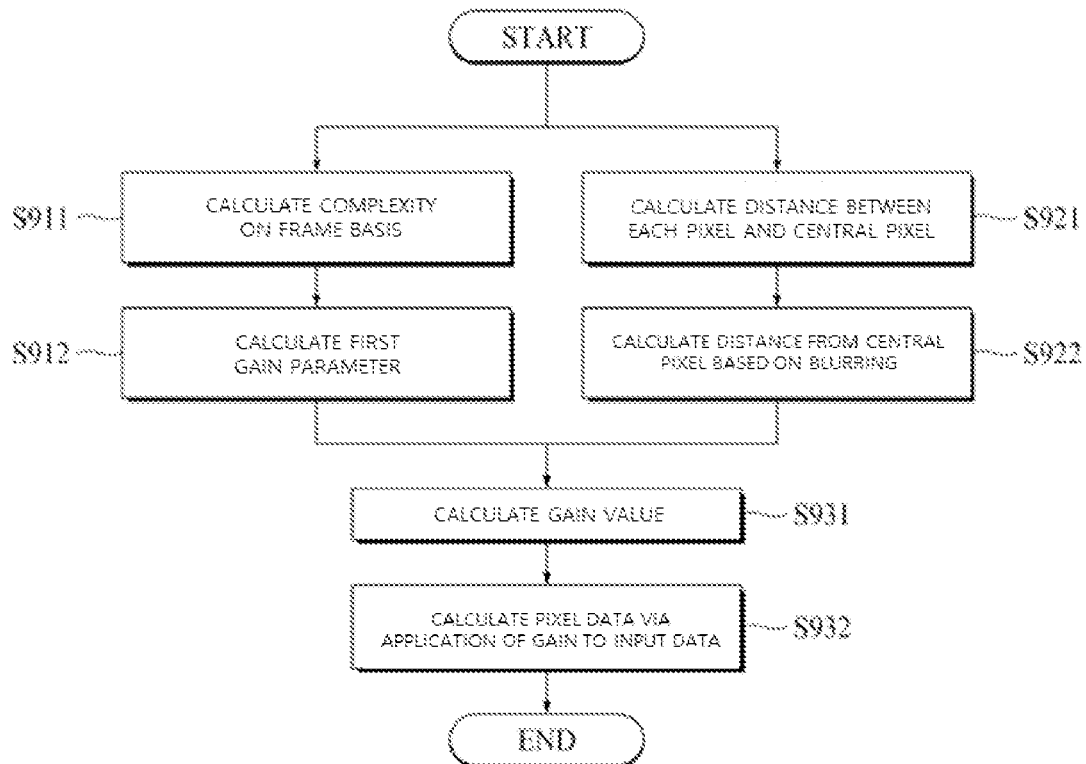 START
S911
CALCULATE COMPLEXITY
ON FRAME BASIS
CALCULATE DISTANCE BETWEEN
EACH PIXEL AND CENTRAL PIXEL
S921
S912
CALCULATE FIRST
GAIN PARAMETER
CALCULATE DISTANCE FROM CENTRAL
PIXEL BASED ON BLURRING
S922
CALCULATE GAIN VALUE
S931
CALCULATE PIXEL DATA VIA
APPLICATION OF GAIN TO INPUT DATA
S932
END